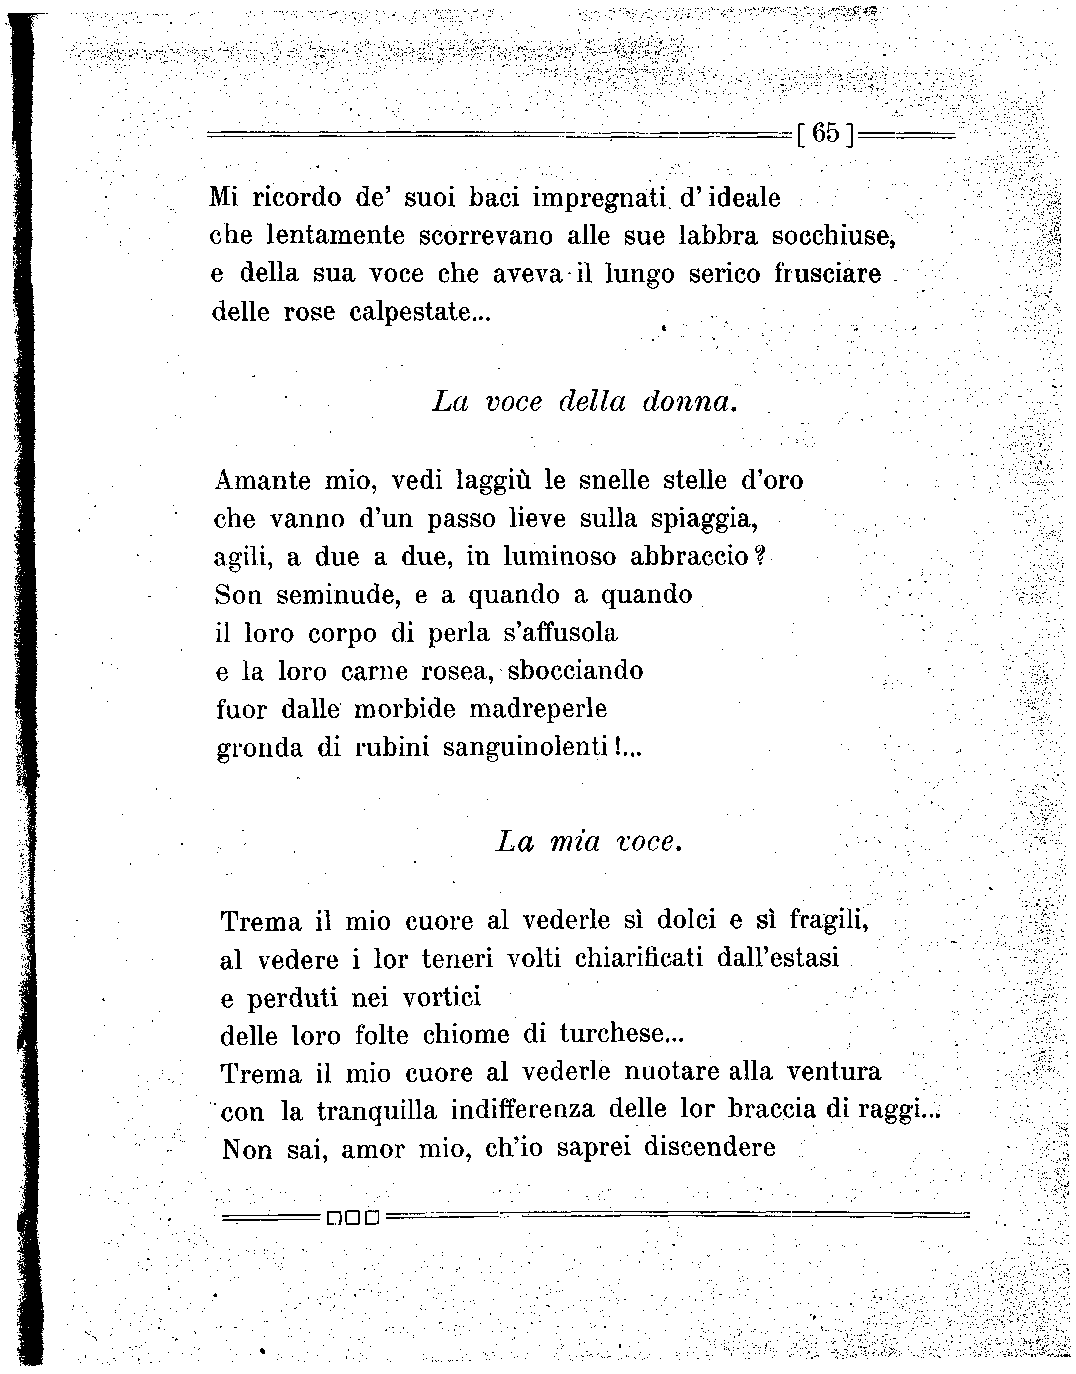 [ 65 ]
Mi ricordo de' suoi baci impregnati d' ideale
che lentamente scorrevano alle sue labbra socchiuse,
e della sua voce che aveva il lungo serico frusciare
delle rose calpestate...
La voce della donna.
Amante mio, vedi laggiù le snelle stelle d'oro
che vanno d'un passo lieve sulla spiaggia,
agili, a due a due, in luminoso abbraccio?
Son seminude, e a quando a quando
il loro corpo di perla s'affusola
e la loro carne rosea, sbocciando
fuor dalle morbide madreperle
gronda di rubini sanguinolenti!...
La mia voce.
Trema il mio cuore al vederle sì dolci e sì fragili,
al vedere i lor teneri volti chiarificati dall'estasi
e perduti nei vortici
delle loro folte chiome di turchese...
Trema il mio cuore al vederle nuotare alla ventura
con la tranquilla indifferenza delle lor braccia di raggi...
Non sai, amor mio, ch'io saprei discendere